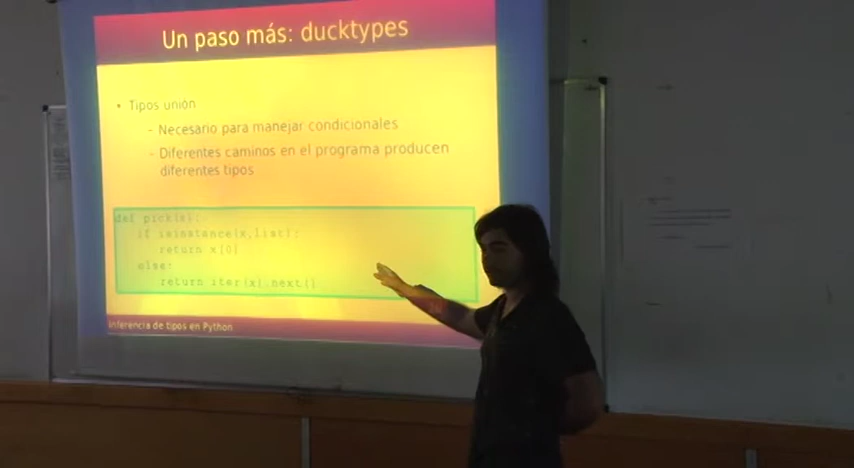 Un paso más: ducktypes
• Tipos unión
- Necesario para manejar condicionales
- Diferentes caminos en el programa producen
diferentes tipos
def pick(x):
if isinstance(x,list):
return x[0]
else:
return iter(x).next()
Inferencia de tipos en Python